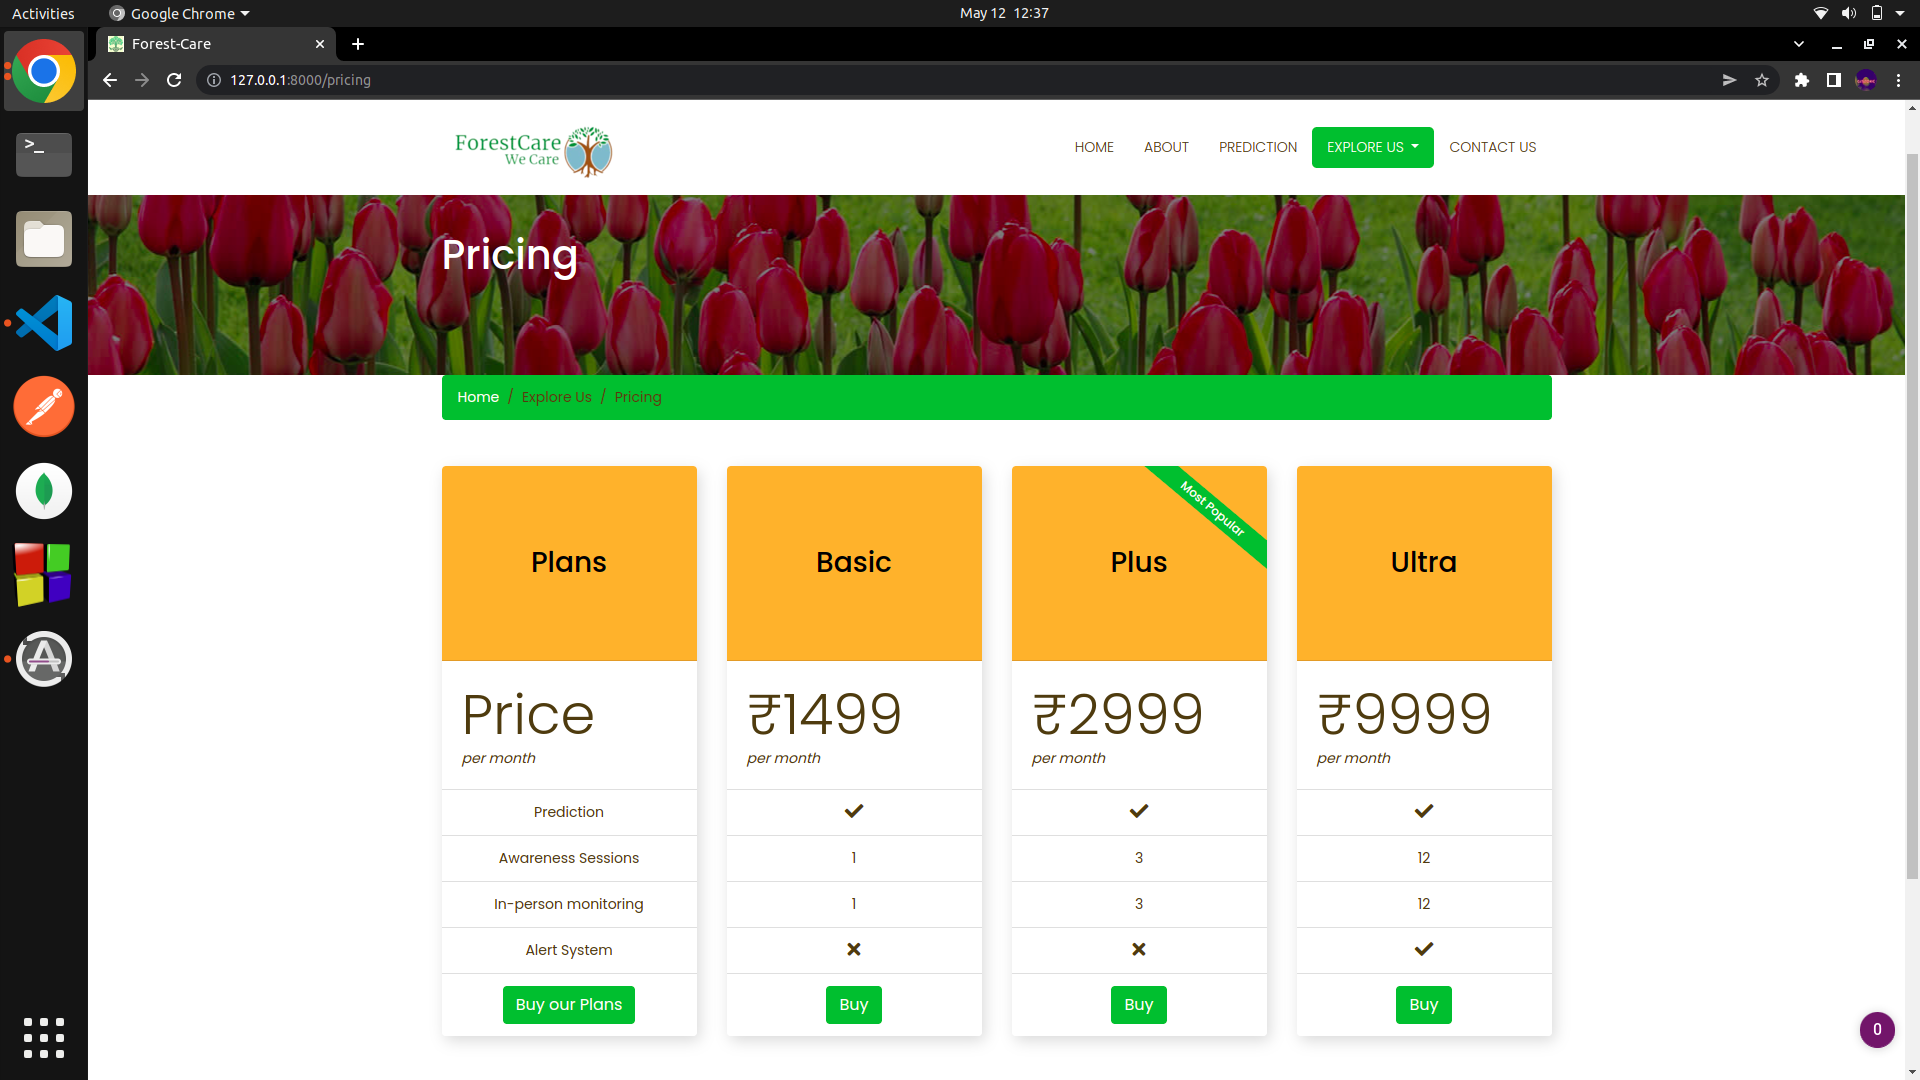 Activities
Google Chrome
May 12 12:37
Forest-Care
127.0.0.1:8000/pricing
ForestCare
We Care
HOME
ABOUT
PREDICTION
EXPLORE US
CONTACT US
Pricing
Home / Explore Us / Pricing
Plans
Basic
Plus
Most Popular
Ultra
Price
₹1499
₹2999
₹9999
per month
per month
per month
per month
Prediction
Awareness Sessions
1
3
12
In-person monitoring
1
3
12
Alert System
Buy our Plans
Buy
Buy
Buy
0